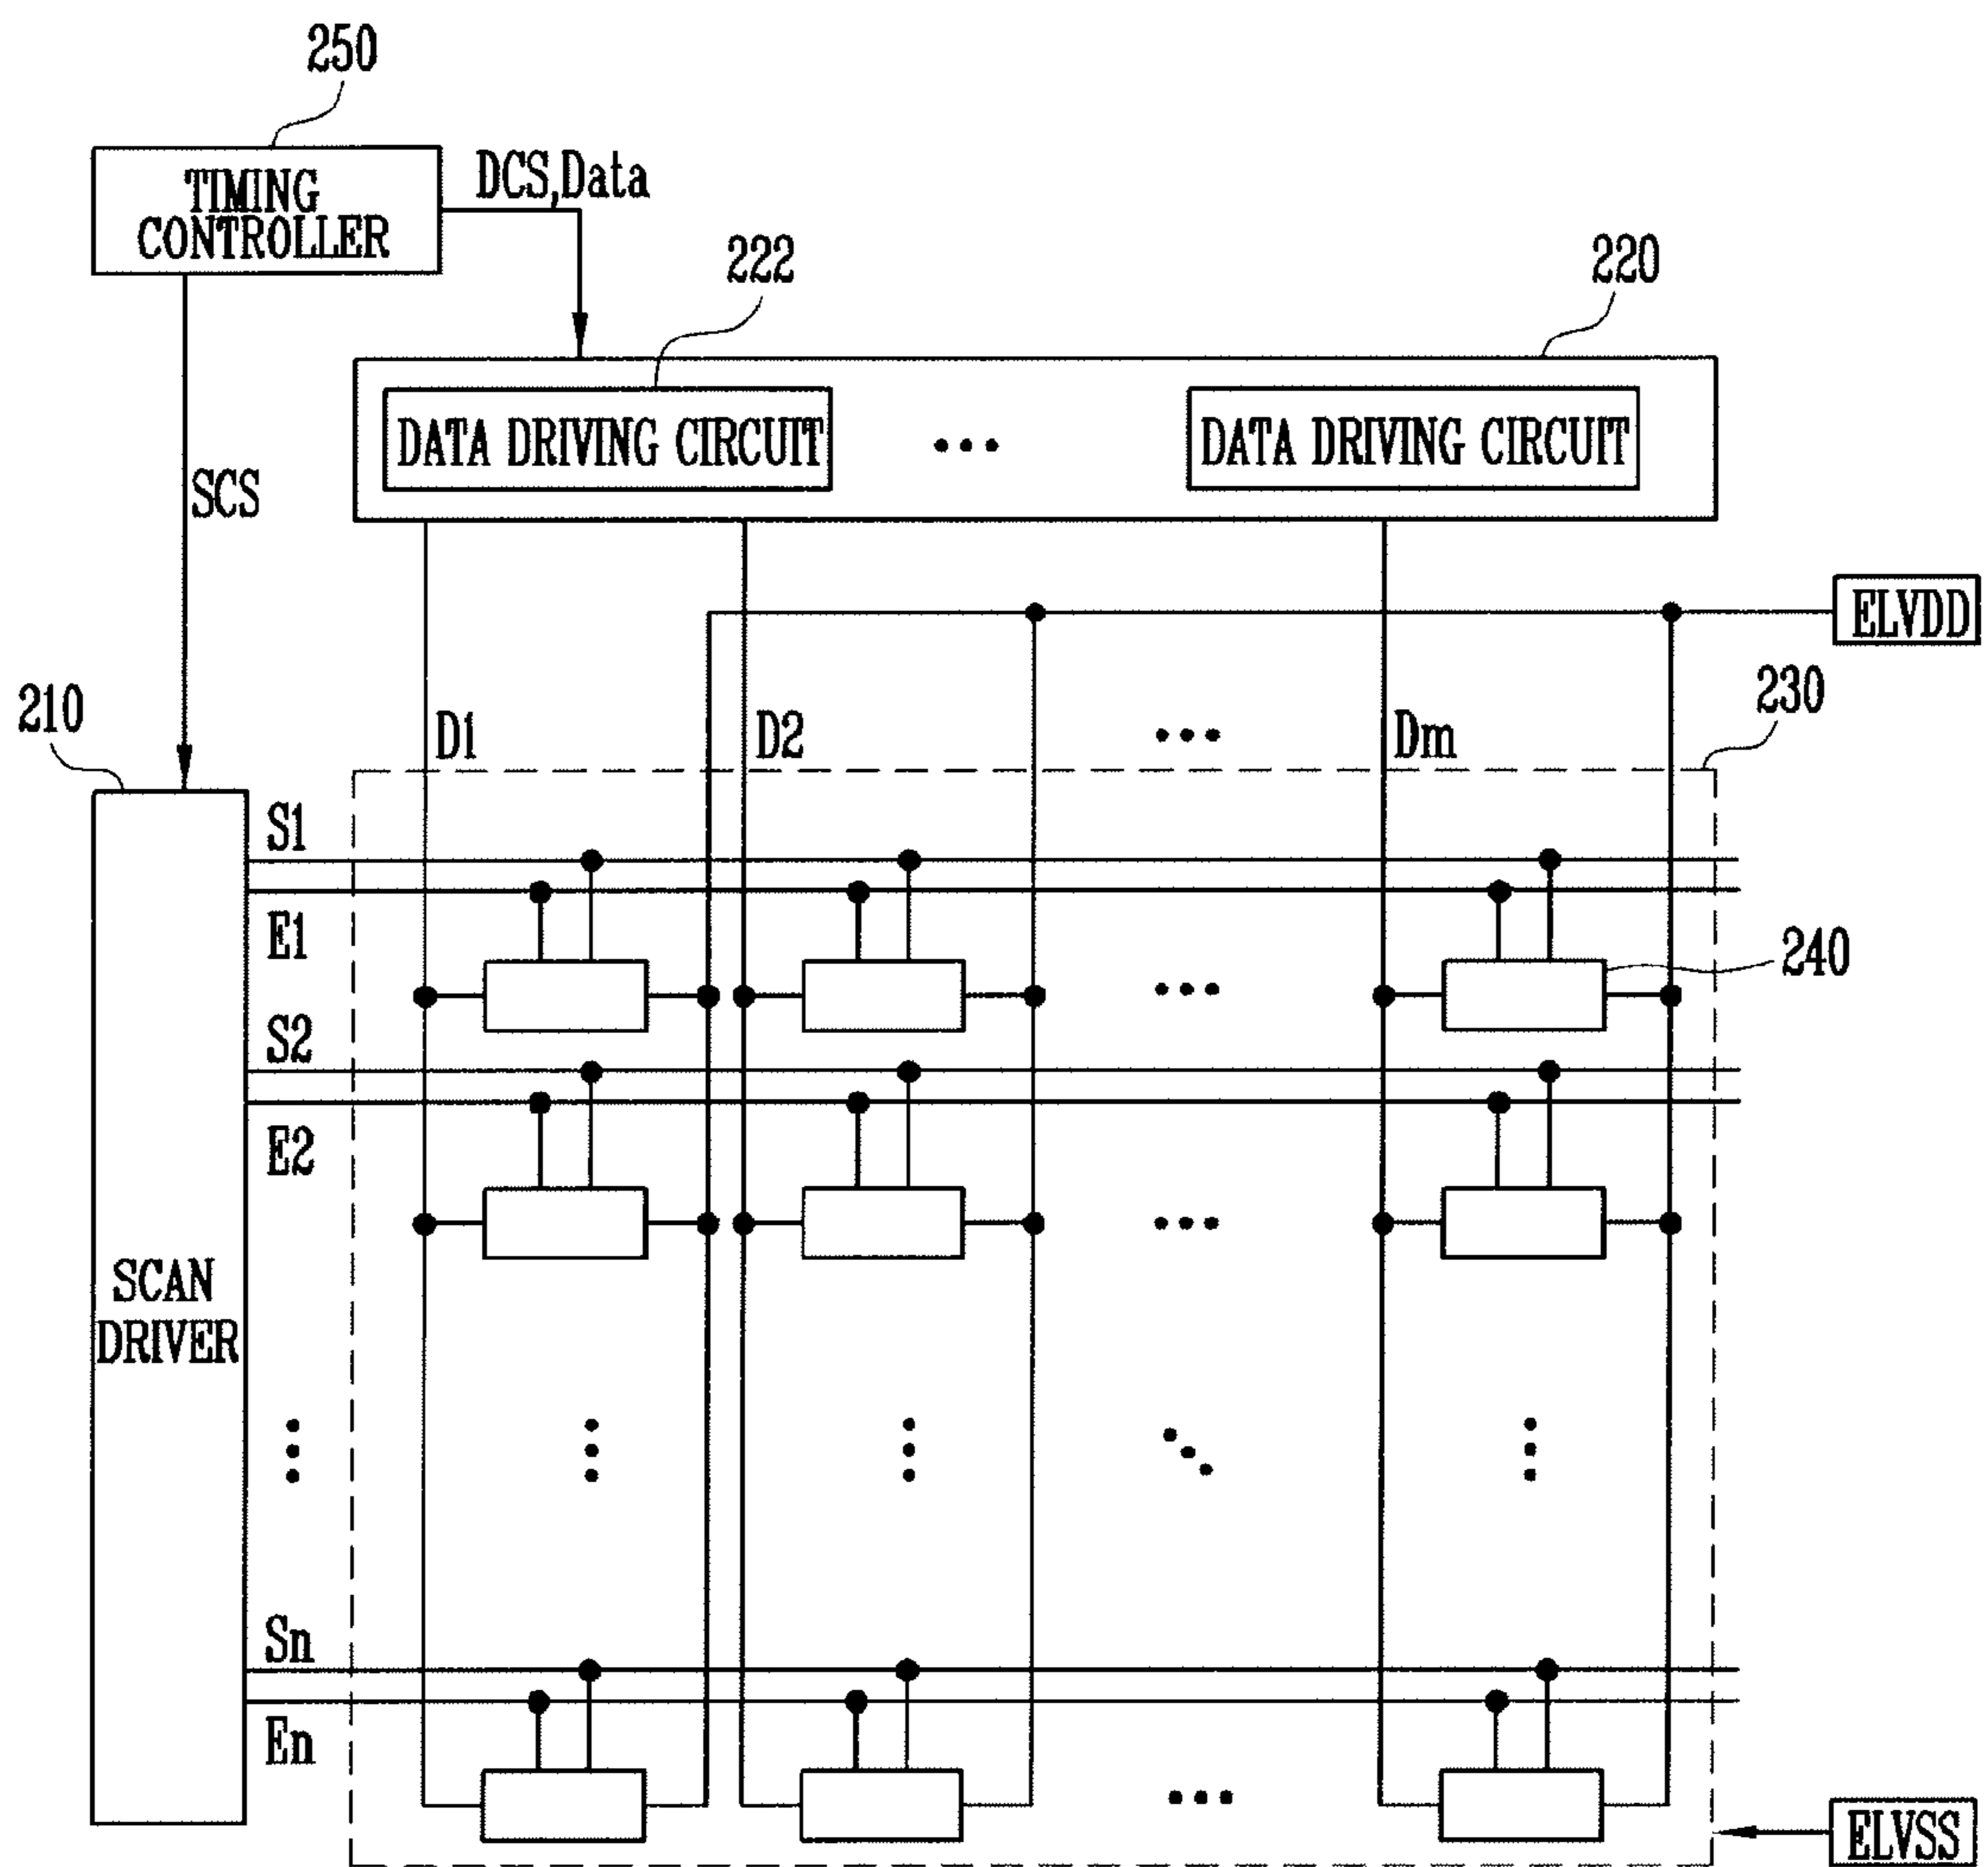 250
TIMING
CONTROLLER
DCS,Data
222
220
DATA DRIVING CIRCUIT
DATA DRIVING CIRCUIT
SCS
ELVDD
210
230
D1
D2
Dm
S1
E1
240
S2
E2
SCAN
DRIVER
Sn
En
ELVSS